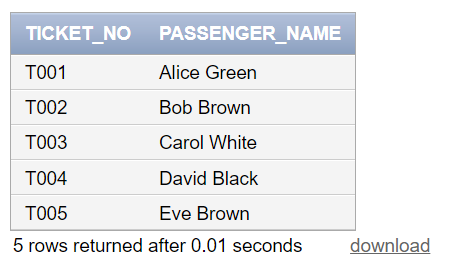 TICKET_NO PASSENGER_NAME
T001 Alice Green
T002 Bob Brown
T003 Carol White
T004 David Black
T005 Eve Brown
5 rows returned after 0.01 seconds download